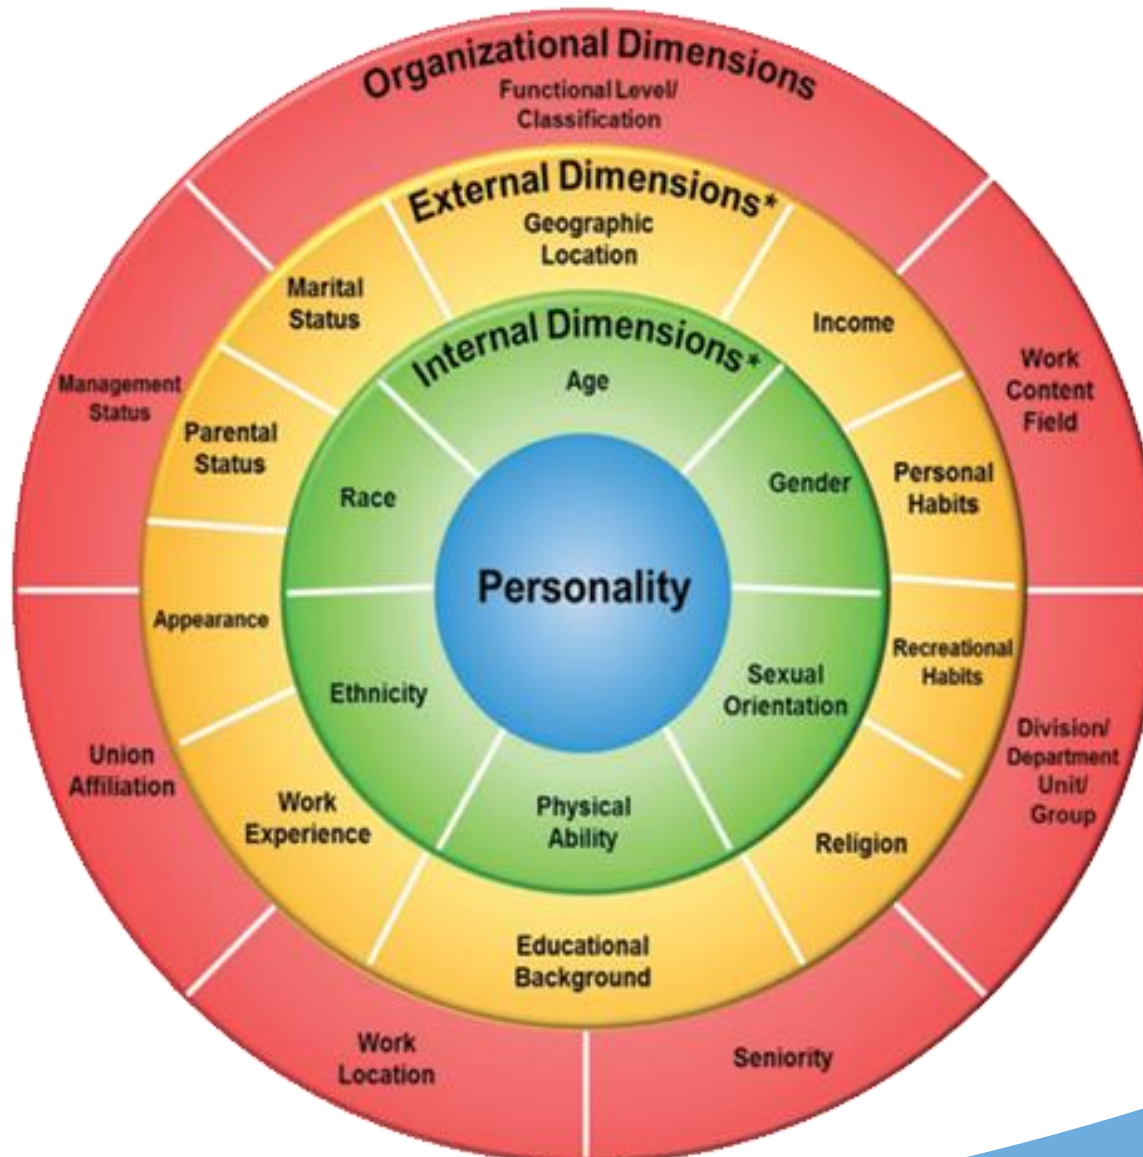 Organizational Dimensions
Functional Level/
Classification
External Dimensions*
Geographic
Location
Marital
Status
Income
Internal Dimensions*
Age
Work
Content
Field
Management
Status
Parental
Status
Race
Gender
Personal
Habits
Personality
Appearance
Ethnicity
Sexual
Orientation
Recreational
Habits
Division/
Department
Unit/
Group
Union
Affiliation
Work
Experience
Physical
Ability
Religion
Educational
Background
Work
Location
Seniority